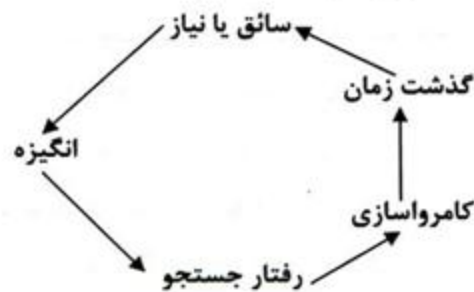 سائق یا نیاز
گذشت زمان
انگیزه
کامرواسازی
رفتار جستجو